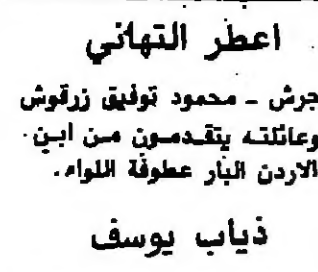 اعطر التهاني
جرش - محمود توفيق زرقوش
وعائلته يتقدمون من ابن
الاردن البار عطوفة اللواء
ذياب يوسف